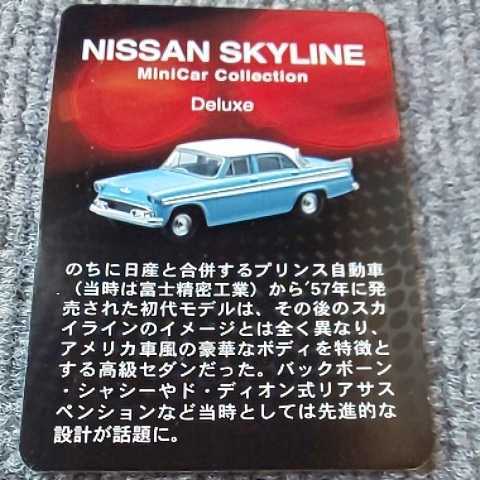 NISSAN SKYLINE
MiniCar Collection
Deluxe
のちに日産と合併するプリンス自動車
（当時は富士精密工業）から'57年に発
売された初代モデルは、その後のスカ
イラインのイメージとは全く異なり、
アメリカ車風の豪華なボディを特徴と
する高級セダンだった。バックボーン
・シャシーやド・ディオン式リアサス
ペンションなど当時としては先進的な
設計が話題に。